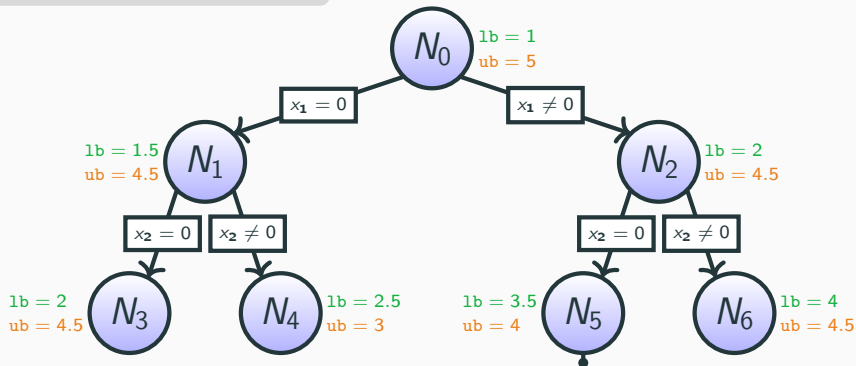 N₀
lb = 1
ub = 5
x₁ = 0
x₁ ≠ 0
lb = 1.5
ub = 4.5
N₁
N₂
lb = 2
ub = 4.5
x₂ = 0
x₂ ≠ 0
x₂ = 0
x₂ ≠ 0
lb = 2
ub = 4.5
N₃
N₄
lb = 2.5
ub = 3
lb = 3.5
ub = 4
N₅
N₆
lb = 4
ub = 4.5